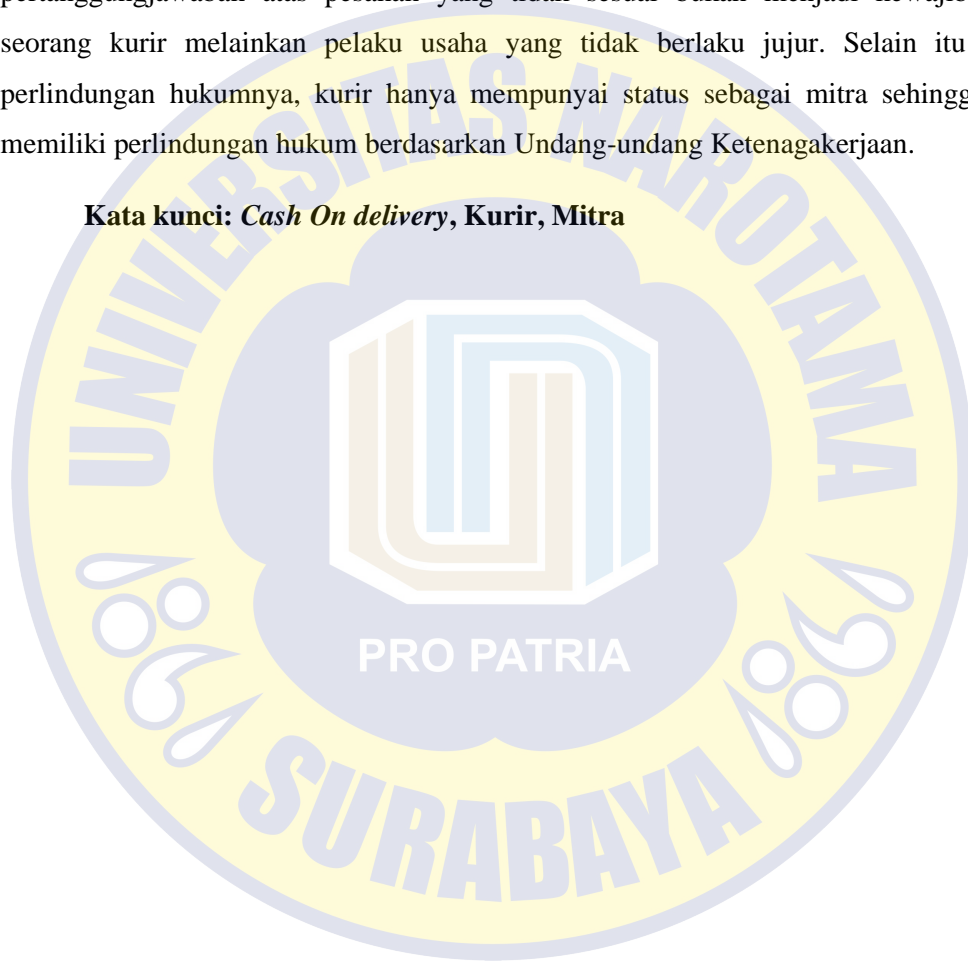 seorang kurir melainkan pelaku usaha yang tidak berlaku jujur. Selain itu
perlindungan hukumnya, kurir hanya mempunyai status sebagai mitra
memiliki perlindungan hukum berdasarkan Undang-undang Ketenagakerjaan.
Kata kunci: Cash On delivery, Kurir, Mitra
UNIVERSITAS NAROTAMA
PRO PATRIA
SURABAYA